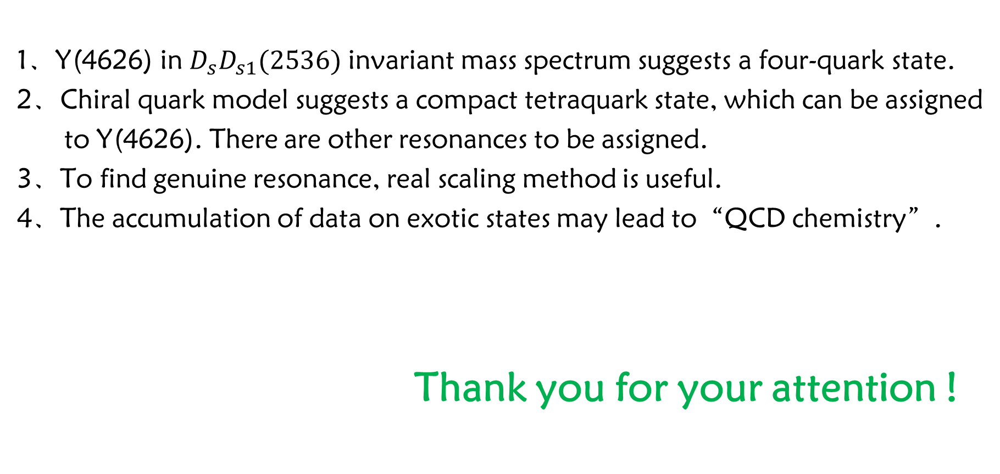 1、Y(4626) in $D_sD_{s1}(2536)$ invariant mass spectrum suggests a four-quark state.
2、Chiral quark model suggests a compact tetraquark state, which can be assigned
to Y(4626). There are other resonances to be assigned.
3、To find genuine resonance, real scaling method is useful.
4、The accumulation of data on exotic states may lead to “QCD chemistry” .
Thank you for your attention !